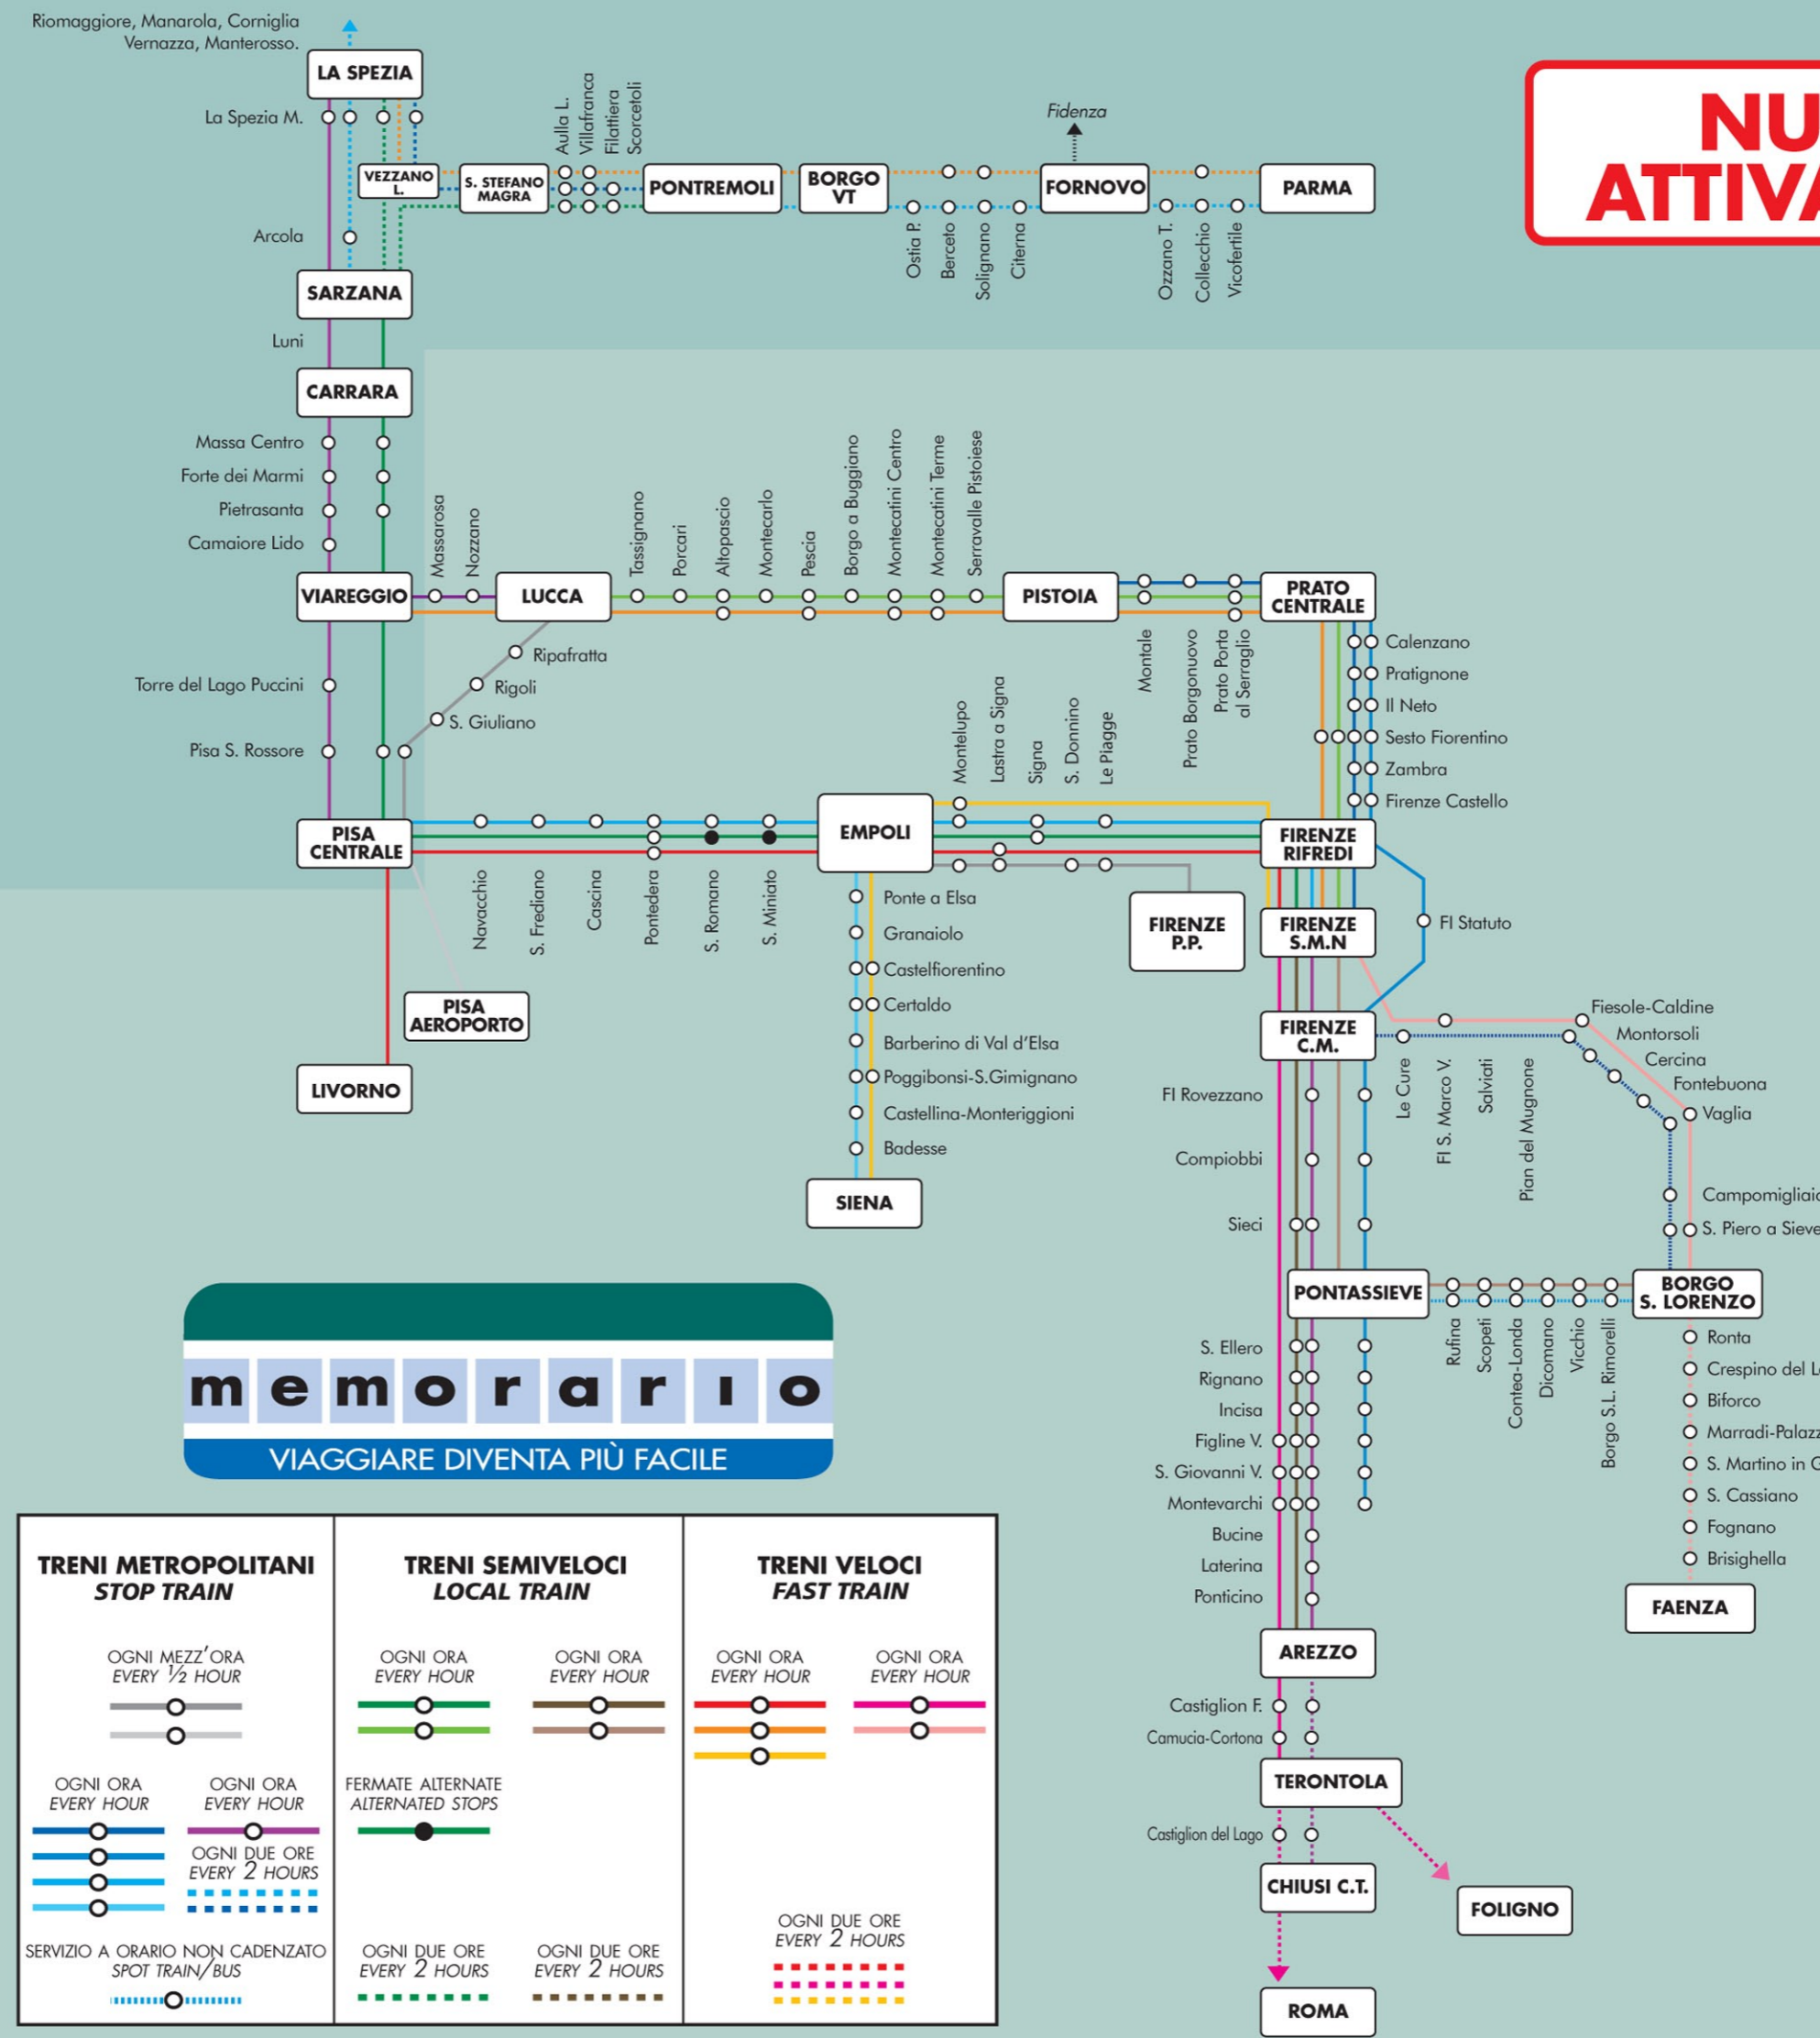 Riomaggiore, Manarola, Corniglia
Vernazza, Manterosso.
LA SPEZIA
La Spezia M.
VEZZANO
L.
S. STEFANO
MAGRA
Aulla L.
Villafranca
Filattiera
Scorcetoli
PONTREMOLI
BORGO
VT
Fidenza
FORNOVO
PARMA
Ostia P.
Berceto
Solignano
Citerna
Ozzano T.
Collecchio
Vicofertile
NU
ATTIVA
Arcola
SARZANA
Luni
CARRARA
Massa Centro
Forte dei Marmi
Pietrasanta
Camaiore Lido
VIAREGGIO
Massarosa
Nozzano
LUCCA
Tassignano
Porcari
Altopascio
Montecarlo
Pescia
Borgo a Buggiano
Montecatini Centro
Montecatini Terme
Serravalle Pistoiese
PISTOIA
PRATO
CENTRALE
Montale
Prato Borgonuovo
Prato Porta
al Serraglio
Ripafratta
Rigoli
S. Giuliano
Torre del Lago Puccini
Pisa S. Rossore
Calenzano
Pratignone
Il Neto
Sesto Fiorentino
Zambra
Firenze Castello
Montelupo
Lastra a Signa
Signa
S. Donnino
Le Piagge
PISA
CENTRALE
EMPOLI
FIRENZE
RIFREDI
Navacchio
S. Frediano
Cascina
Pontedera
S. Romano
S. Miniato
Ponte a Elsa
Granaiolo
Castelfiorentino
Certaldo
Barberino di Val d'Elsa
Poggibonsi-S.Gimignano
Castellina-Monteriggioni
Badesse
SIENA
FIRENZE
P.P.
FIRENZE
S.M.N
FI Statuto
PISA
AEROPORTO
LIVORNO
FIRENZE
C.M.
Fiesole-Caldine
Montorsoli
Cercina
Fontebuona
Vaglia
Le Cure
FI S. Marco V.
Salviati
Pian del Mugnone
FI Rovezzano
Compiobbi
Sieci
Campomigliaio
S. Piero a Sieve
PONTASSIEVE
BORGO
S. LORENZO
Rufina
Scopeti
Contea-Londa
Dicomano
Vicchio
Borgo S.L. Rimorelli
S. Ellero
Rignano
Incisa
Figline V.
S. Giovanni V.
Montevarchi
Bucine
Laterina
Ponticino
Ronta
Crespino del L
Biforco
Marradi-Palazz
S. Martino in G
S. Cassiano
Fognano
Brisighella
FAENZA
AREZZO
Castiglion F.
Camucia-Cortona
TERONTOLA
Castiglion del Lago
CHIUSI C.T.
FOLIGNO
ROMA
memorario
VIAGGIARE DIVENTA PIÙ FACILE
TRENI METROPOLITANI
STOP TRAIN
OGNI MEZZ'ORA
EVERY ½ HOUR
OGNI ORA
EVERY HOUR
OGNI ORA
EVERY HOUR
OGNI DUE ORE
EVERY 2 HOURS
SERVIZIO A ORARIO NON CADENZATO
SPOT TRAIN/BUS
TRENI SEMIVELOCI
LOCAL TRAIN
OGNI ORA
EVERY HOUR
OGNI ORA
EVERY HOUR
FERMATE ALTERNATE
ALTERNATED STOPS
OGNI DUE ORE
EVERY 2 HOURS
OGNI DUE ORE
EVERY 2 HOURS
TRENI VELOCI
FAST TRAIN
OGNI ORA
EVERY HOUR
OGNI ORA
EVERY HOUR
OGNI DUE ORE
EVERY 2 HOURS